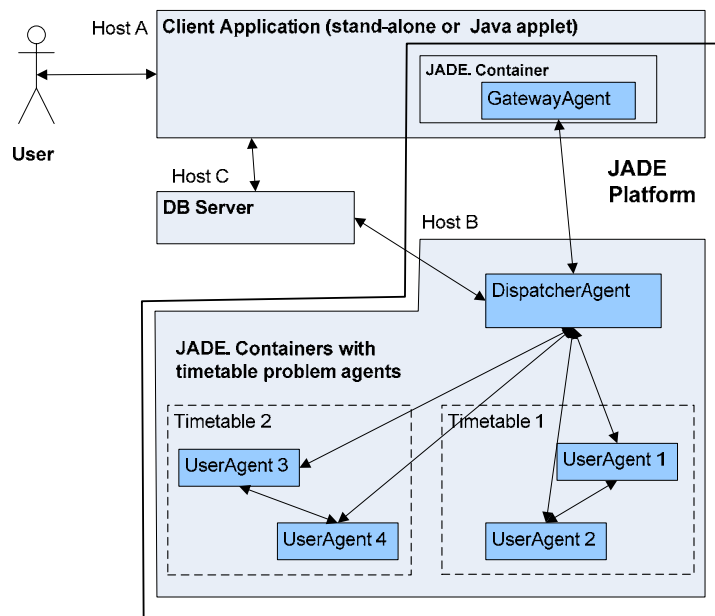 Host A
Client Application (stand-alone or Java applet)
JADE. Container
GatewayAgent
User
JADE
Platform
Host C
DB Server
Host B
DispatcherAgent
JADE. Containers with
timetable problem agents
Timetable 2
Timetable 1
UserAgent 3
UserAgent 1
UserAgent 4
UserAgent 2